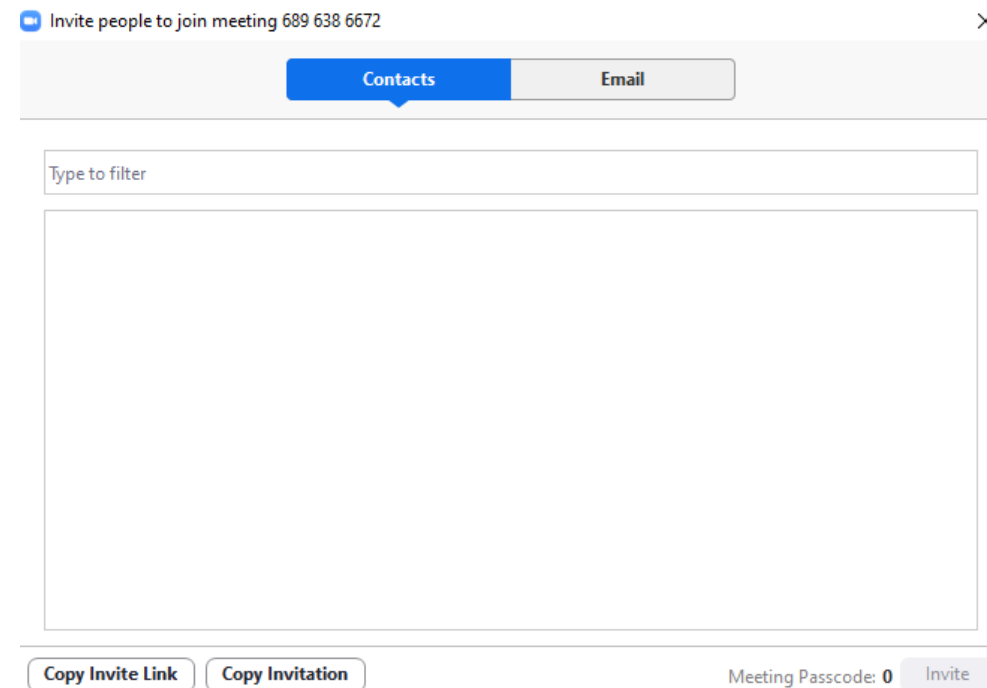 Invite people to join meeting 689 638 6672
Contacts Email
Type to filter
Copy Invite Link Copy Invitation Meeting Passcode: 0 Invite